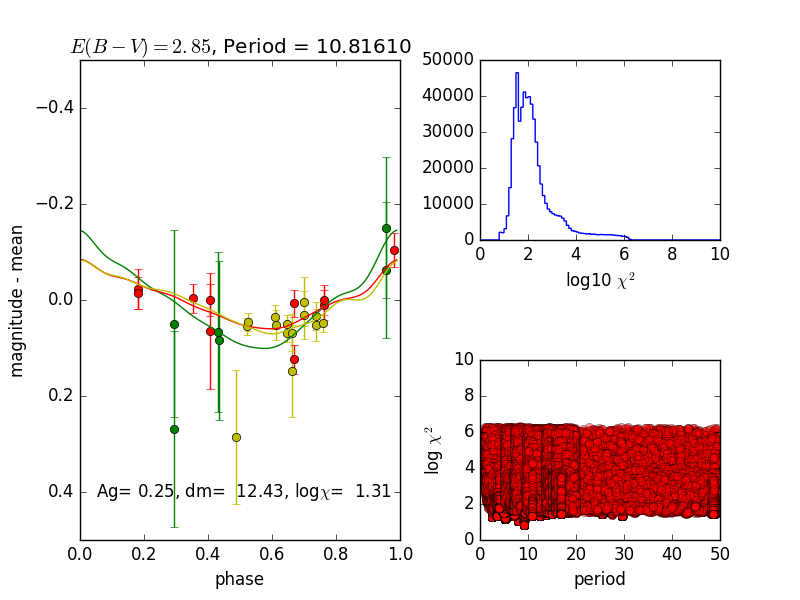 E(B−V)=2.85, Period = 10.81610
−0.4
−0.2
0.0
0.2
0.4
magnitude - mean
Ag= 0.25, dm= 12.43, logχ= 1.31
0.0 0.2 0.4 0.6 0.8 1.0
phase
50000
40000
30000
20000
10000
0
0 2 4 6 8 10
log10 χ²
10
8
6
4
2
0
log χ²
0 10 20 30 40 50
period